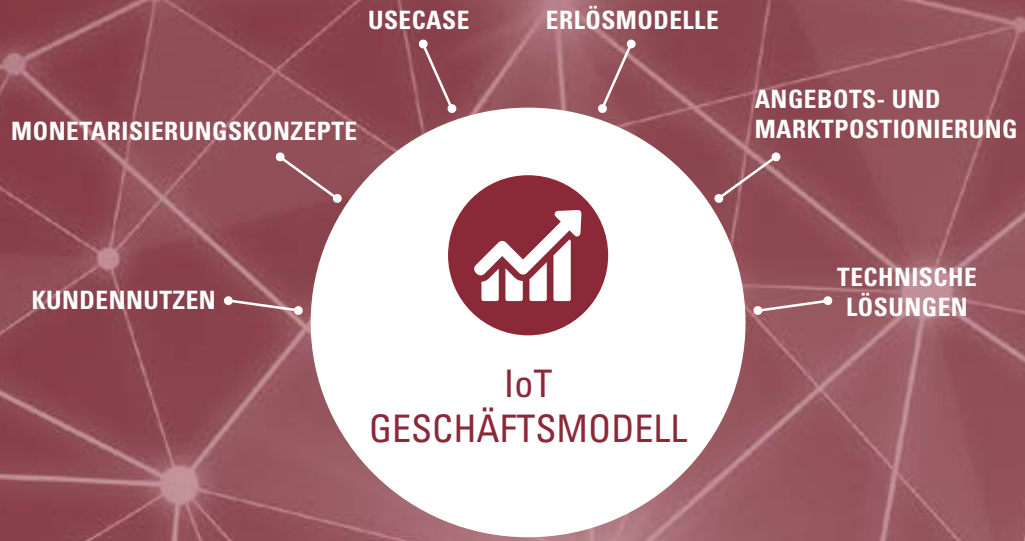 USECASE
ERLÖSMODELLE
MONETARISIERUNGSKONZEPTE
ANGEBOTS- UND
MARKTPOSTIONIERUNG
KUNDENNUTZEN
TECHNISCHE
LÖSUNGEN
IoT
GESCHÄFTSMODELL